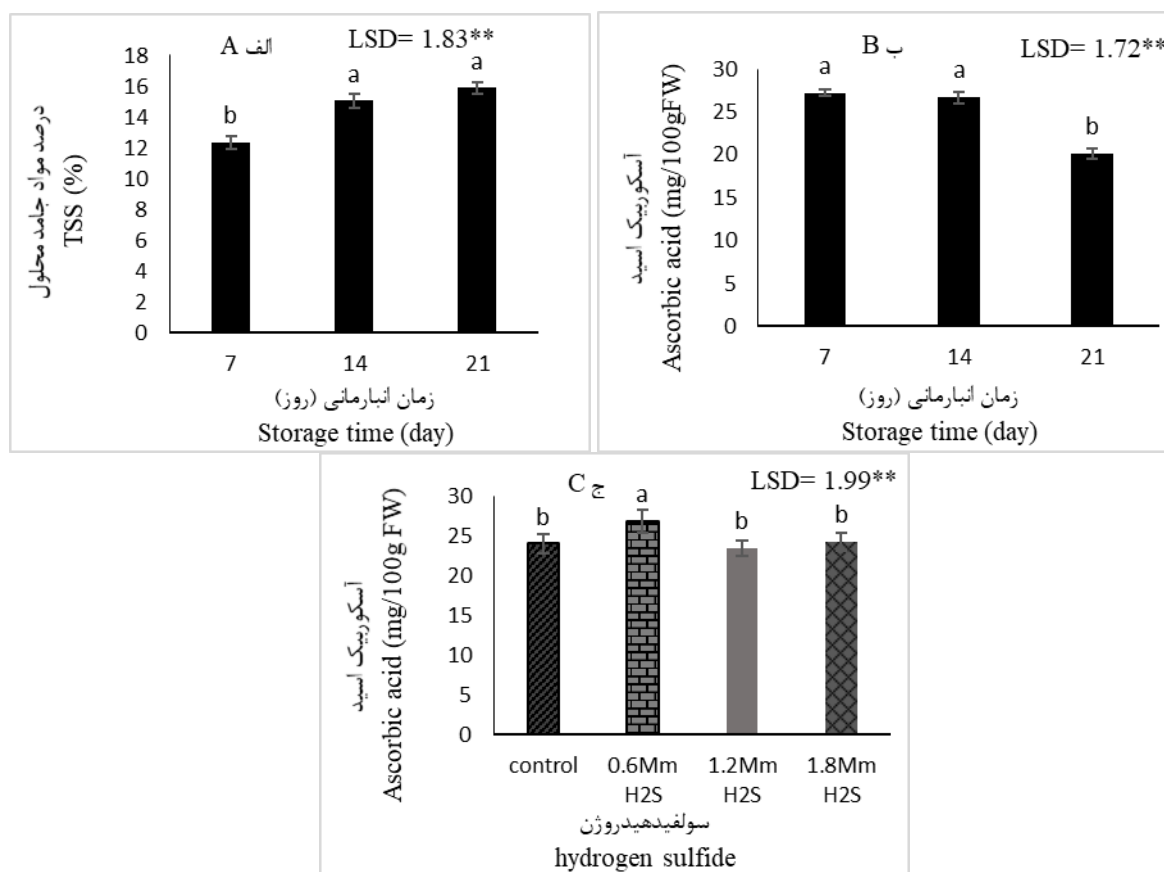 الف A
LSD= 1.83**
درصد مواد جامد محلول
TSS (%)
18
16
14
12
10
8
6
4
2
0
b
a
a
7 14 21
زمان انبارمانی (روز)
Storage time (day)
ب B
LSD= 1.72**
آسکوربیک اسید
Ascorbic acid (mg/100gFW)
30
25
20
15
10
5
0
a
a
b
7 14 21
زمان انبارمانی (روز)
Storage time (day)
ج C
LSD= 1.99**
آسکوربیک اسید
Ascorbic acid (mg/100g FW)
30
25
20
15
10
5
0
b
a
b
b
control 0.6Mm 1.2Mm 1.8Mm
H2S H2S H2S
سولفیدهیدروژن
hydrogen sulfide